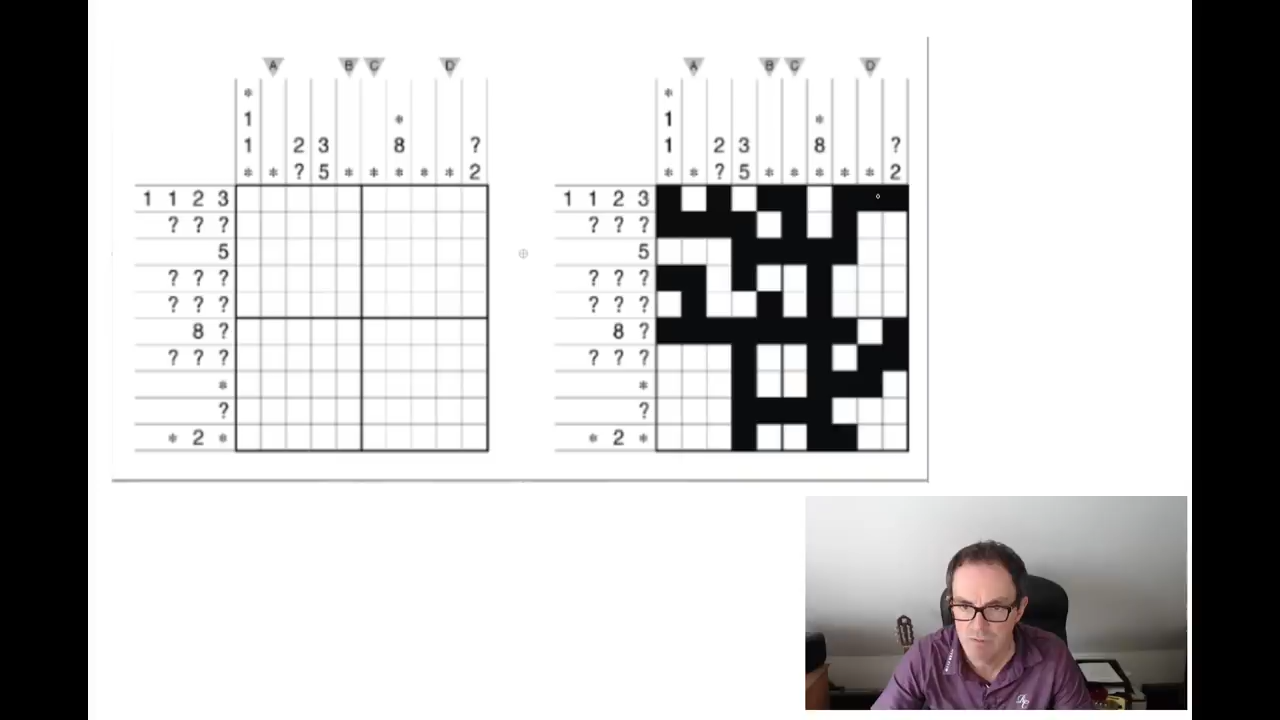 A B C D A B C D
* *
1 * 1 *
1 2 3 8 ? 1 2 3 8 ?
* * ? 5 * * * * * 2 * * ? 5 * * * * * 2
1 1 2 3 1 1 2 3
? ? ? ? ? ?
5 5
? ? ? ? ? ?
? ? ? ? ? ?
8 ? 8 ?
? ? ? ? ? ?
* *
? ?
* 2 * * 2 *